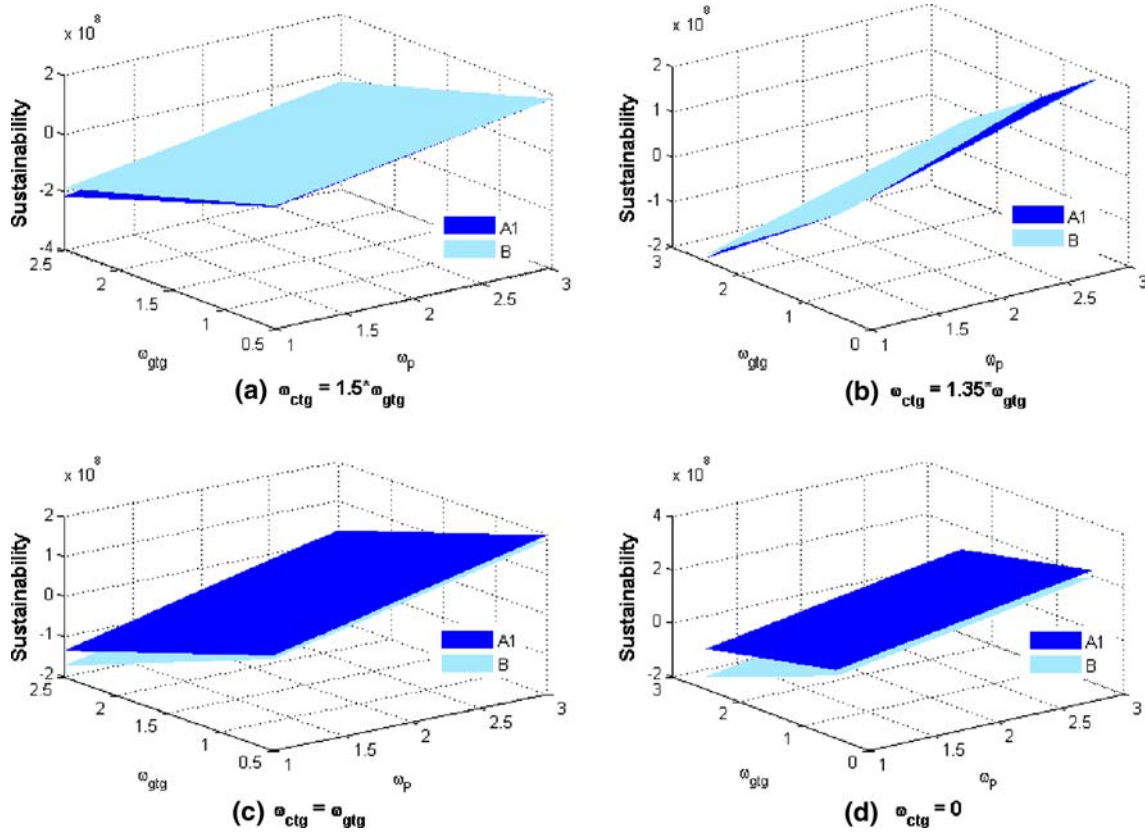 x 10^8
2
0
-2
-4
Sustainability
2.5
2
1.5
1
0.5
ω_gtg
1
1.5
2
2.5
3
ω_p
A1
B
(a) ω_ctg = 1.5*ω_gtg
x 10^8
2
1
0
-1
-2
Sustainability
3
2
1
0
ω_gtg
1
1.5
2
2.5
3
ω_p
A1
B
(b) ω_ctg = 1.35*ω_gtg
x 10^8
2
1
0
-1
-2
Sustainability
2.5
2
1.5
1
0.5
ω_gtg
1
1.5
2
2.5
3
ω_p
A1
B
(c) ω_ctg = ω_gtg
x 10^8
4
2
0
-2
Sustainability
3
2
1
0
ω_gtg
1
1.5
2
2.5
3
ω_p
A1
B
(d) ω_ctg = 0